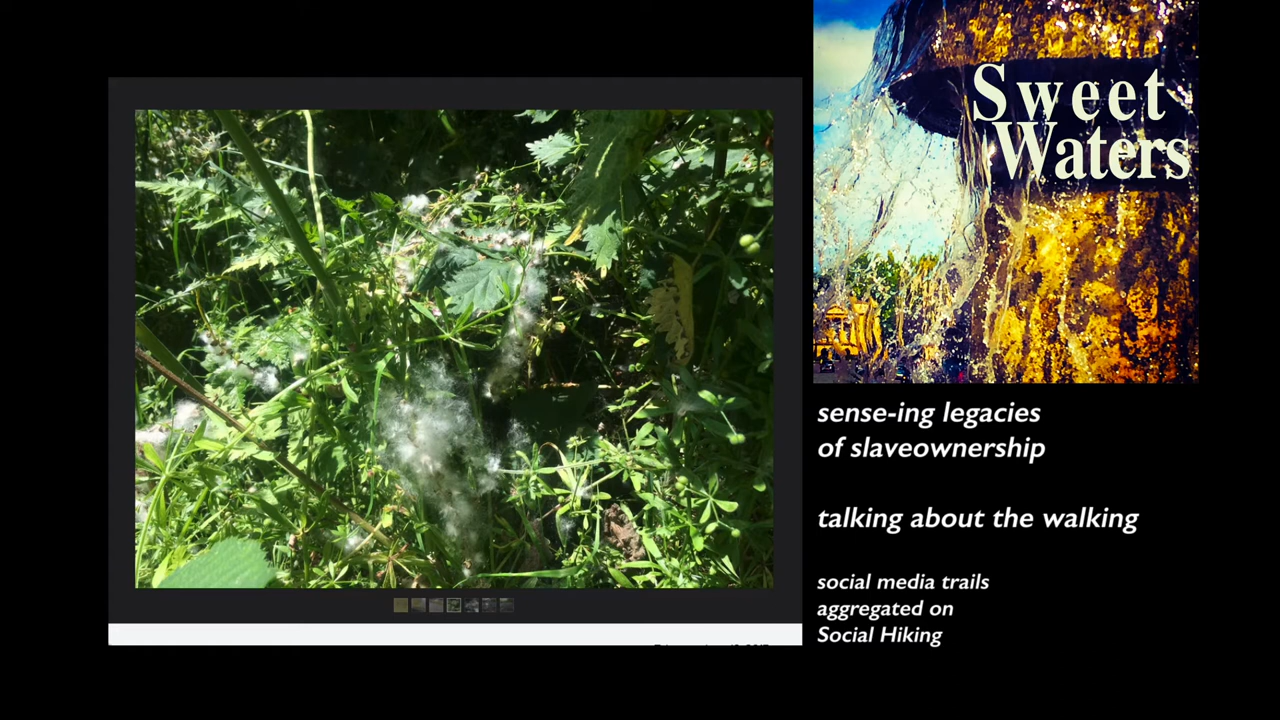 Sweet
Waters
sense-ing legacies
of slaveownership
talking about the walking
social media trails
aggregated on
Social Hiking